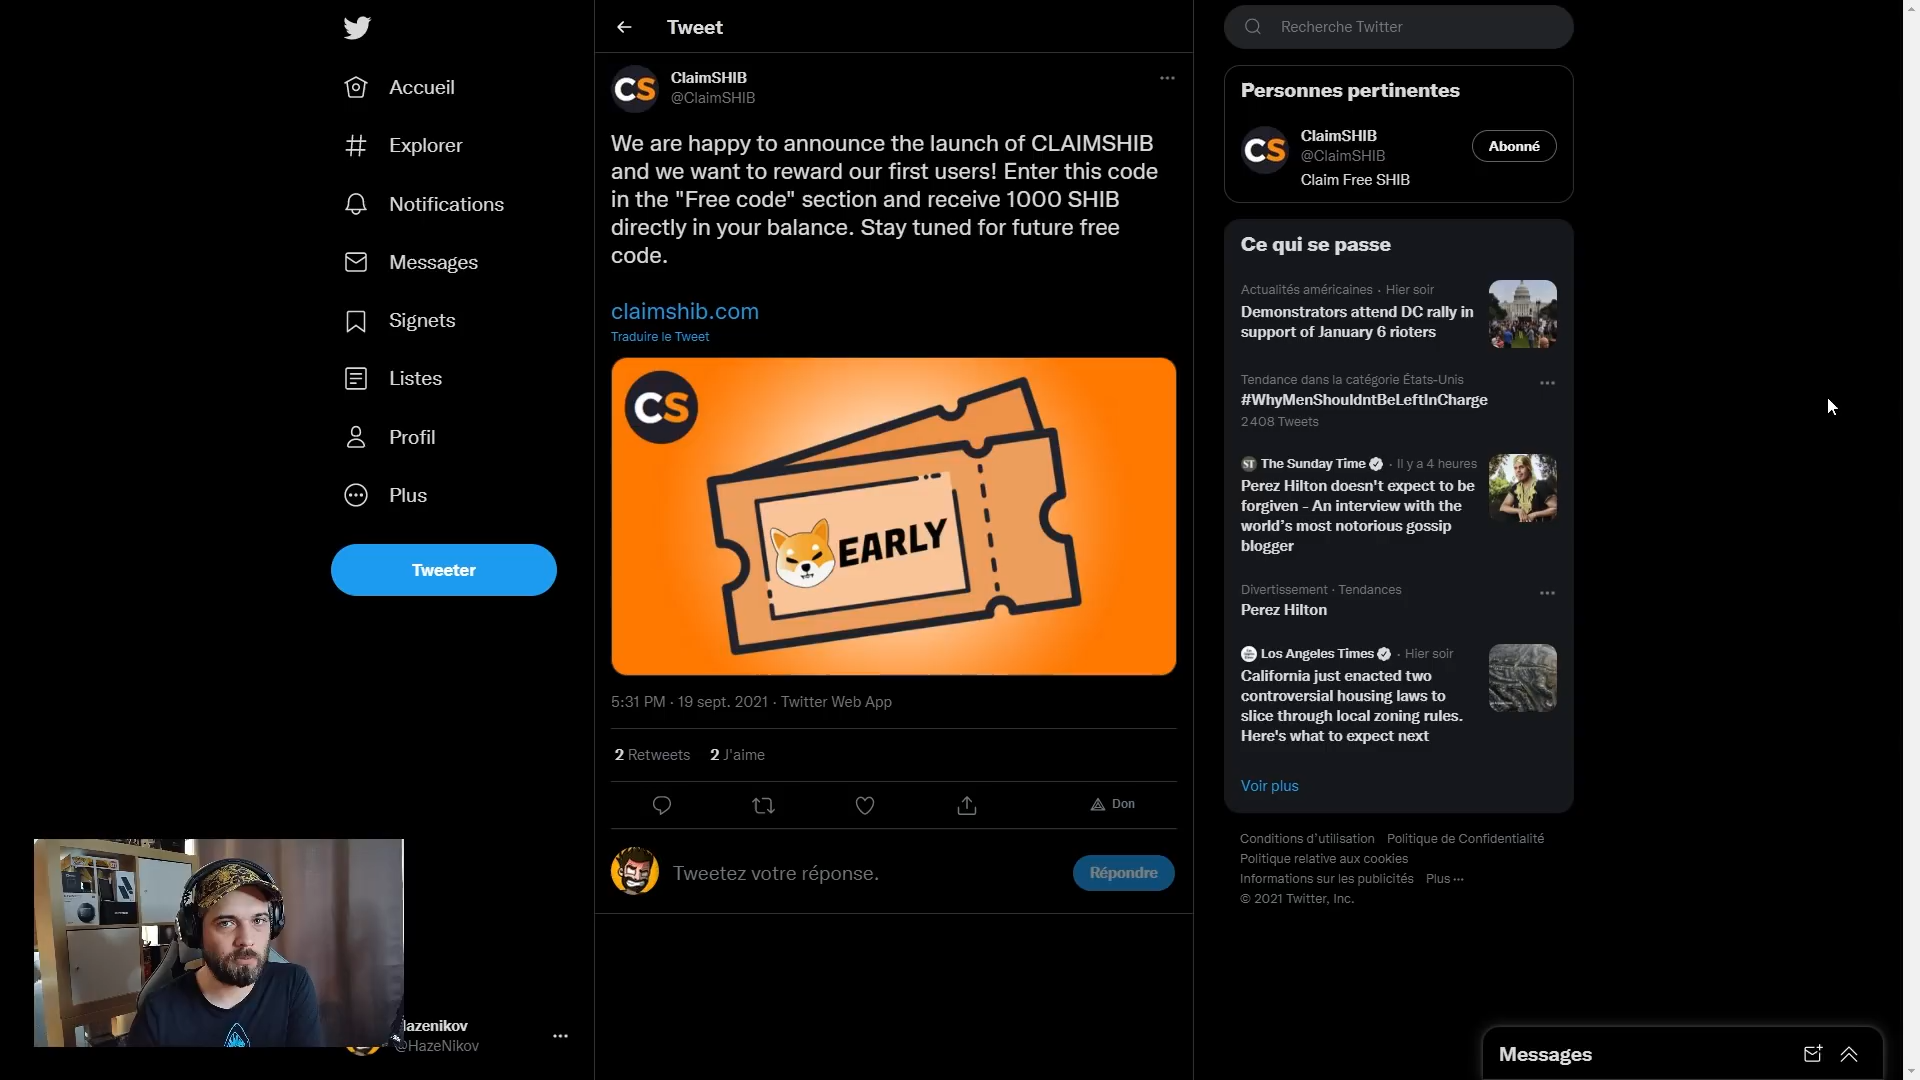 Accueil
Explorer
Notifications
Messages
Signets
Listes
Profil
Plus
Tweeter
lazenikov
@HazeNikov
Tweet
CS
ClaimSHIB
@ClaimSHIB
We are happy to announce the launch of CLAIMSHIB
and we want to reward our first users! Enter this code
in the "Free code" section and receive 1000 SHIB
directly in your balance. Stay tuned for future free
code.
claimshib.com
Traduire le Tweet
CS
EARLY
5:31 PM · 19 sept. 2021 · Twitter Web App
2 Retweets 2 J'aime
Don
Tweetez votre réponse.
Répondre
Recherche Twitter
Personnes pertinentes
CS
ClaimSHIB
@ClaimSHIB
Claim Free SHIB
Abonné
Ce qui se passe
Actualités américaines · Hier soir
Demonstrators attend DC rally in
support of January 6 rioters
Tendance dans la catégorie États-Unis
#WhyMenShouldntBeLeftInCharge
2 408 Tweets
ST The Sunday Time · Il y a 4 heures
Perez Hilton doesn't expect to be
forgiven - An interview with the
world's most notorious gossip
blogger
Divertissement · Tendances
Perez Hilton
Los Angeles Times · Hier soir
California just enacted two
controversial housing laws to
slice through local zoning rules.
Here's what to expect next
Voir plus
Conditions d'utilisation Politique de Confidentialité
Politique relative aux cookies
Informations sur les publicités Plus ···
© 2021 Twitter, Inc.
Messages